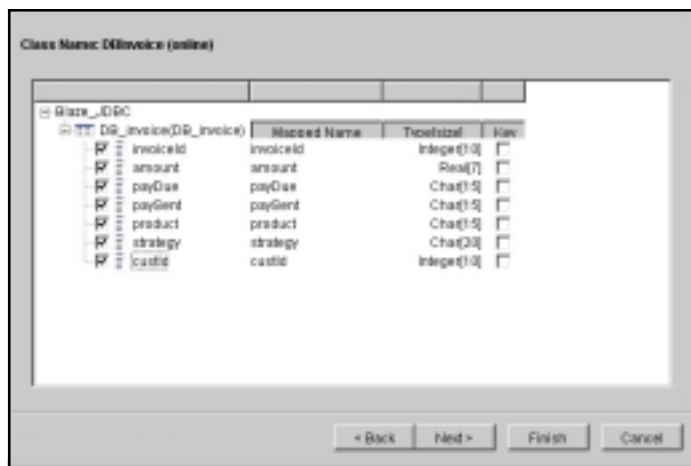 Class Name: DBInvoice (online)
Blaze_JDBC
DB_invoice(DB_invoice) Mapped Name Type[size] Key
invoiceId invoiceId Integer[10]
amount amount Real[7]
payDue payDue Char[15]
paySent paySent Char[15]
product product Char[15]
strategy strategy Char[20]
custId custId Integer[10]
< Back Next > Finish Cancel